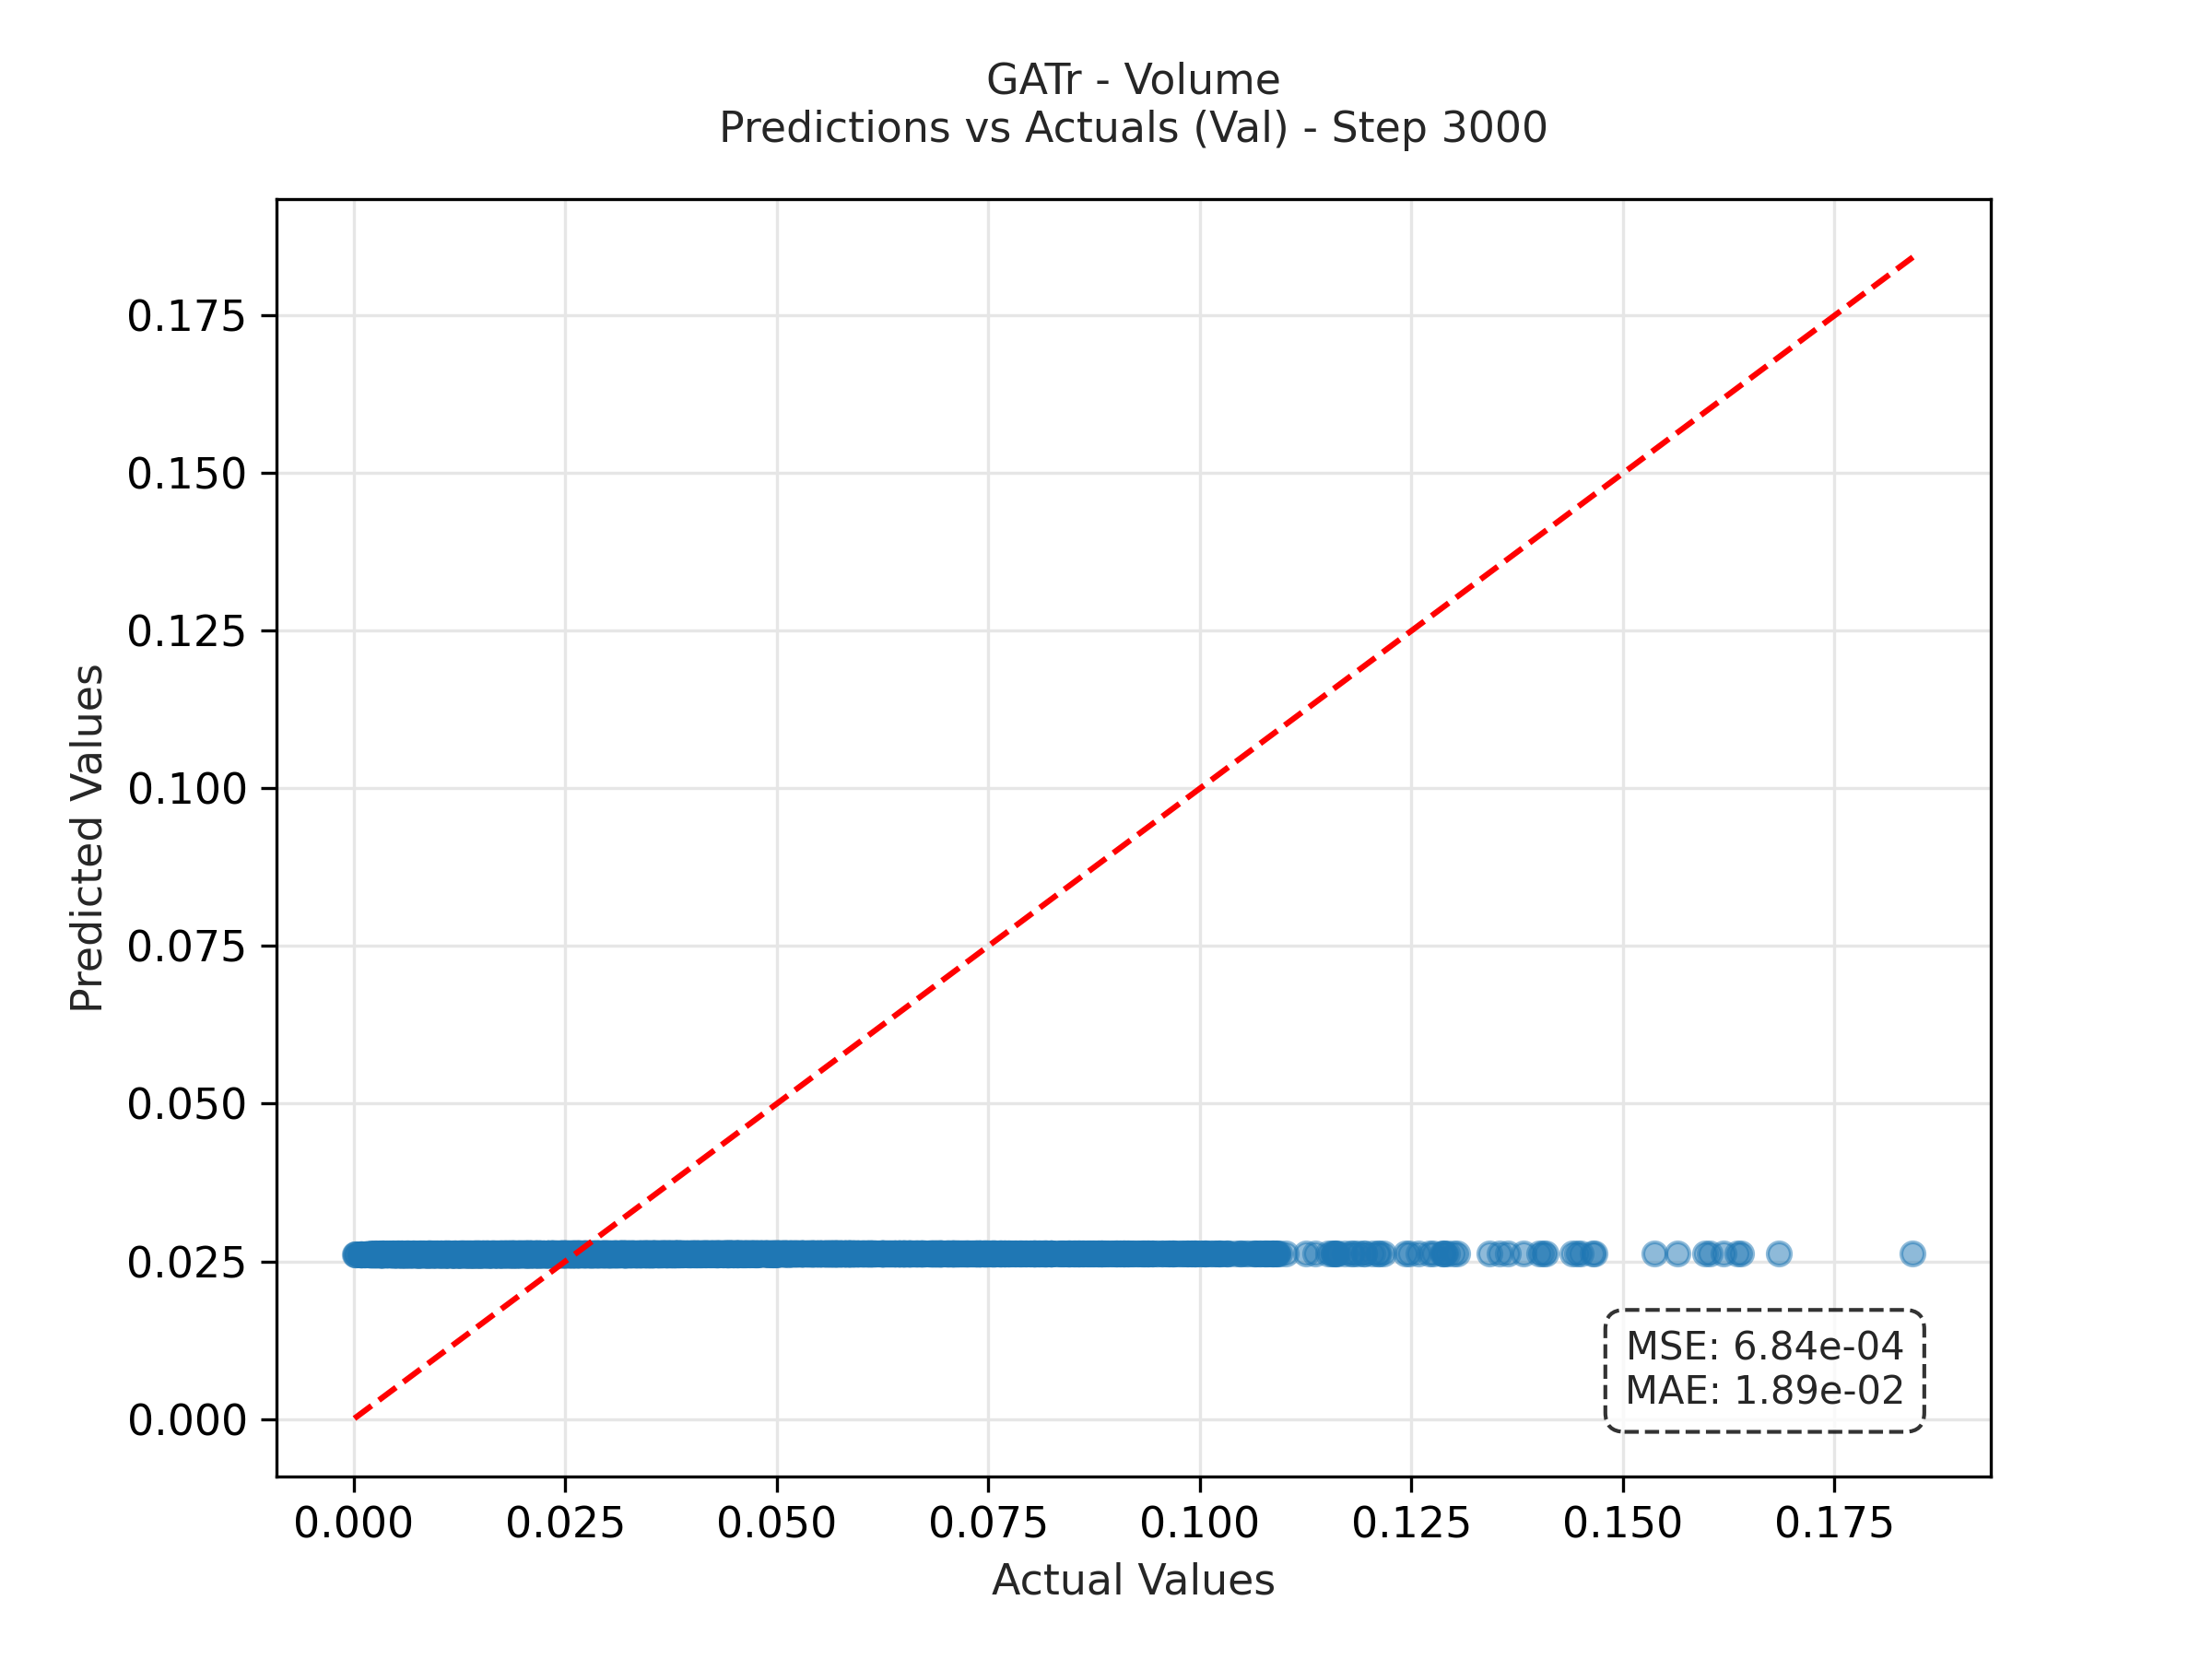 GATr - Volume
Predictions vs Actuals (Val) - Step 3000
Predicted Values
0.175
0.150
0.125
0.100
0.075
0.050
0.025
0.000
MSE: 6.84e-04
MAE: 1.89e-02
0.000 0.025 0.050 0.075 0.100 0.125 0.150 0.175
Actual Values